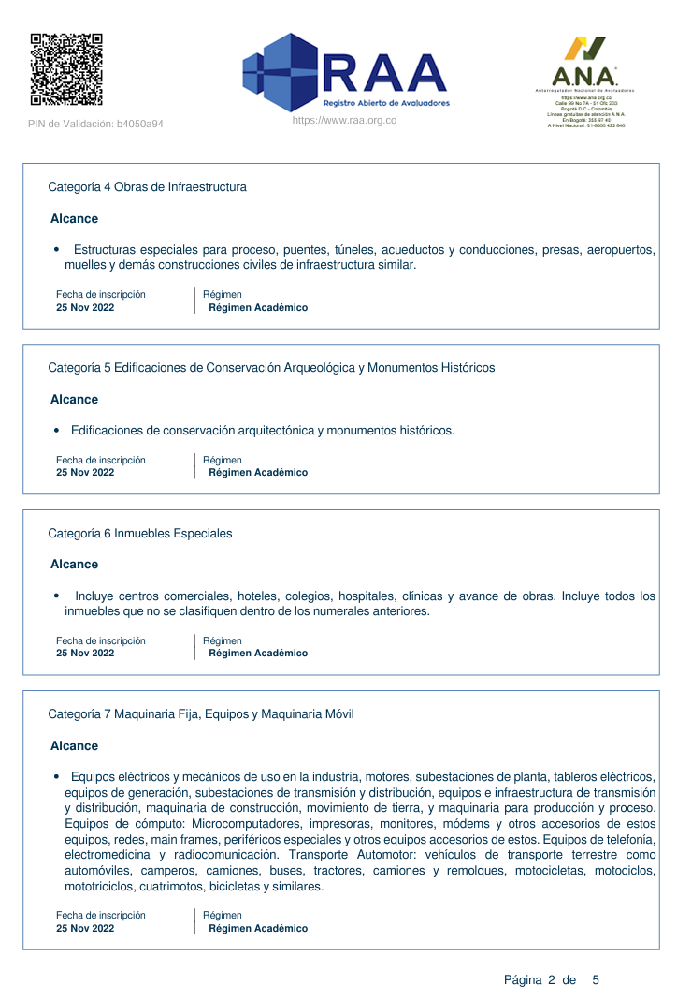 PIN de Validación: b4050a94
RAA
Registro Abierto de Avaluadores
https://www.raa.org.co
A.N.A.
Autorregulador Nacional de Avaluadores
https://www.ana.org.co
Calle 99 No 7A - 51 Ofc 203
Bogotá D.C - Colombia
Líneas gratuitas de atención A.N.A.
En Bogotá: 355 97 40
A Nivel Nacional: 01-8000 423 640
Categoría 4 Obras de Infraestructura
Alcance
• Estructuras especiales para proceso, puentes, túneles, acueductos y conducciones, presas, aeropuertos,
muelles y demás construcciones civiles de infraestructura similar.
Fecha de inscripción
25 Nov 2022
Régimen
Régimen Académico
Categoría 5 Edificaciones de Conservación Arqueológica y Monumentos Históricos
Alcance
• Edificaciones de conservación arquitectónica y monumentos históricos.
Fecha de inscripción
25 Nov 2022
Régimen
Régimen Académico
Categoría 6 Inmuebles Especiales
Alcance
• Incluye centros comerciales, hoteles, colegios, hospitales, clínicas y avance de obras. Incluye todos los
inmuebles que no se clasifiquen dentro de los numerales anteriores.
Fecha de inscripción
25 Nov 2022
Régimen
Régimen Académico
Categoría 7 Maquinaria Fija, Equipos y Maquinaria Móvil
Alcance
• Equipos eléctricos y mecánicos de uso en la industria, motores, subestaciones de planta, tableros eléctricos,
equipos de generación, subestaciones de transmisión y distribución, equipos e infraestructura de transmisión
y distribución, maquinaria de construcción, movimiento de tierra, y maquinaria para producción y proceso.
Equipos de cómputo: Microcomputadores, impresoras, monitores, módems y otros accesorios de estos
equipos, redes, main frames, periféricos especiales y otros equipos accesorios de estos. Equipos de telefonía,
electromedicina y radiocomunicación. Transporte Automotor: vehículos de transporte terrestre como
automóviles, camperos, camiones, buses, tractores, camiones y remolques, motocicletas, motociclos,
mototriciclos, cuatrimotos, bicicletas y similares.
Fecha de inscripción
25 Nov 2022
Régimen
Régimen Académico
Página 2 de 5